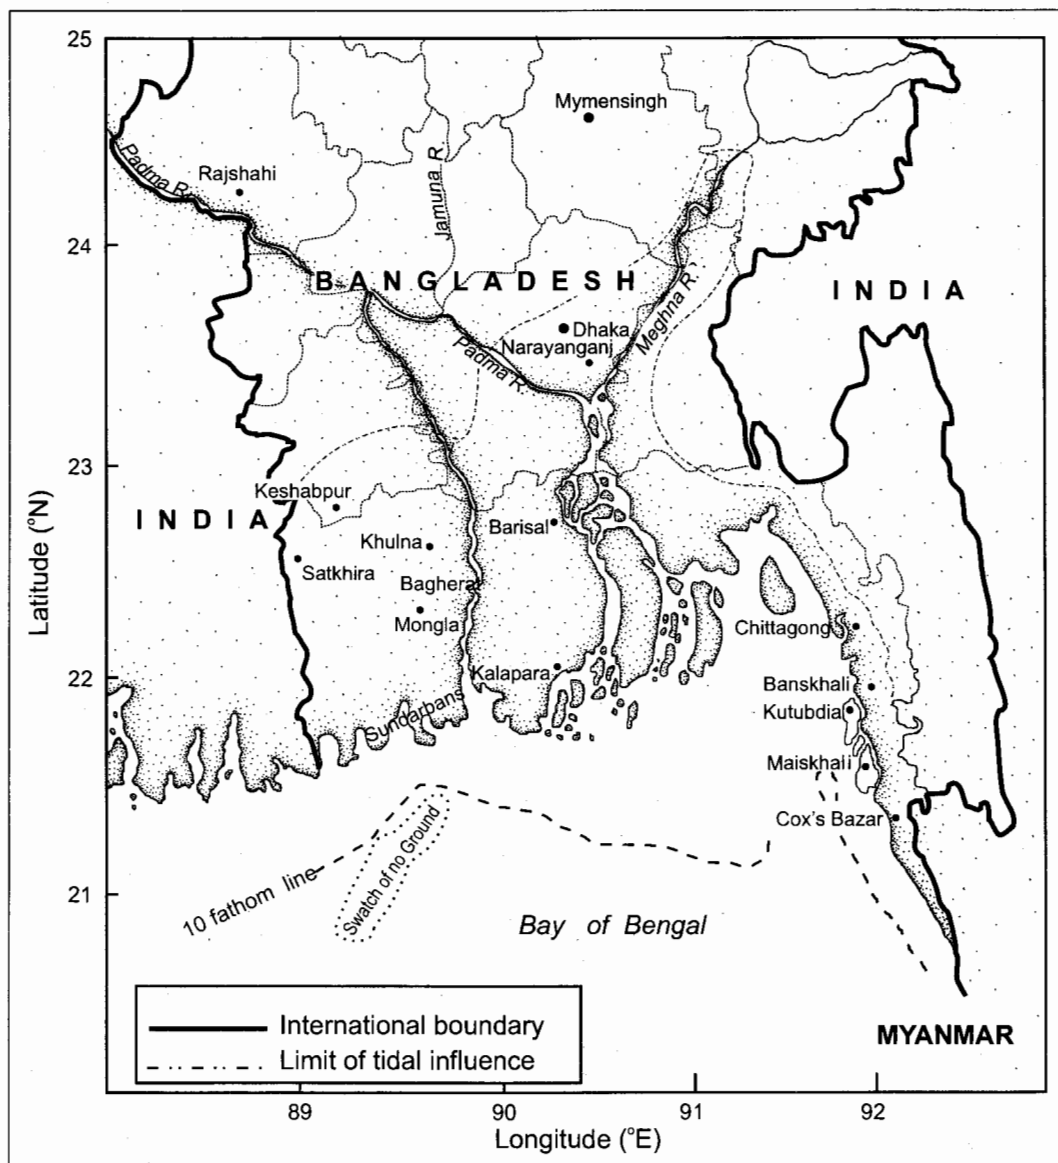 25
24
23
22
21
Latitude (°N)
Mymensingh
Padma R.
Rajshahi
Jamuna R.
BANGLADESH
INDIA
Dhaka
Narayanganj
Padma R.
Meghna R.
Keshabpur
INDIA
Khulna
Satkhira
Bagherat
Mongla
Barisal
Kalapara
Sundarbans
Chittagong
Banskhali
Kutubdia
Maiskhali
Cox's Bazar
10 fathom line
Swatch of no Ground
Bay of Bengal
International boundary
Limit of tidal influence
MYANMAR
89 90 91 92
Longitude (°E)